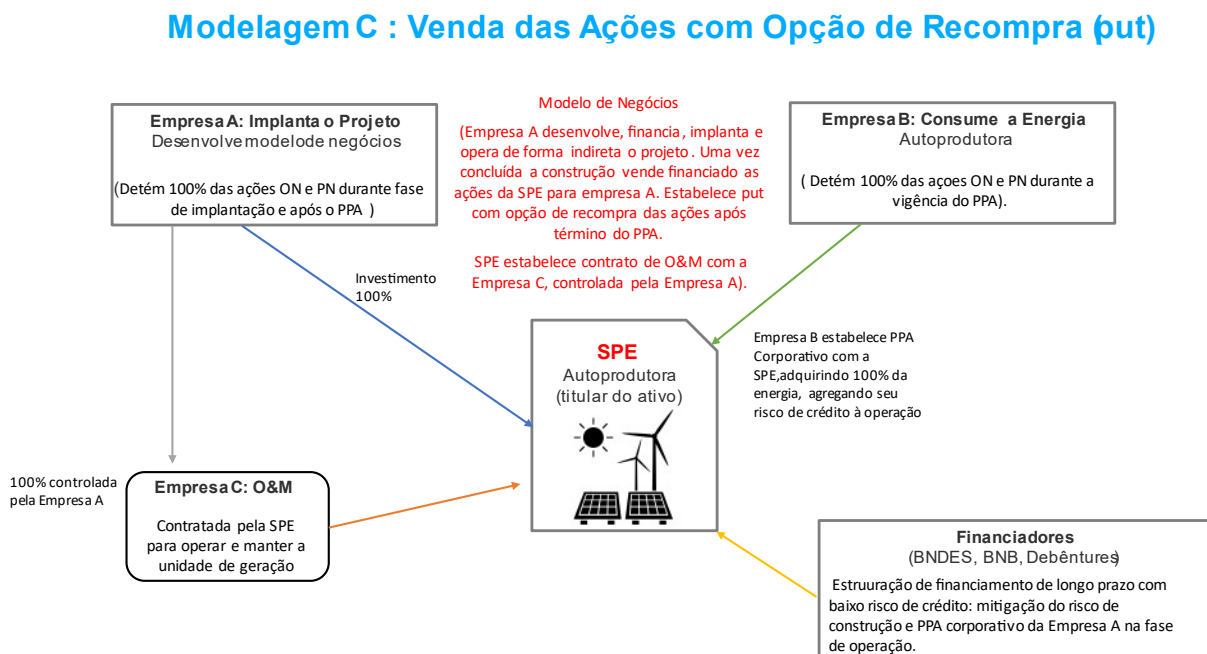 Modelagem C : Venda das Ações com Opção de Recompra (put)
Empresa A: Implanta o Projeto
Desenvolve modelo de negócios
(Detém 100% das ações ON e PN durante fase
de implantação e após o PPA )
Modelo de Negócios
(Empresa A desenvolve, financia, implanta e
opera de forma indireta o projeto . Uma vez
concluída a construção vende financiado as
ações da SPE para empresa A. Estabelece put
com opção de recompra das ações após
término do PPA.
SPE estabelece contrato de O&M com a
Empresa C, controlada pela Empresa A).
Empresa B: Consume a Energia
Autoprodutora
( Detém 100% das açoes ON e PN durante a
vigência do PPA).
Investimento
100%
SPE
Autoprodutora
(titular do ativo)
Empresa B estabelece PPA
Corporativo com a
SPE,adquirindo 100% da
energia, agregando seu
risco de crédito à operação
100% controlada
pela Empresa A
Empresa C: O&M
Contratada pela SPE
para operar e manter a
unidade de geração
Financiadores
(BNDES, BNB, Debêntures)
Estruuração de financiamento de longo prazo com
baixo risco de crédito: mitigação do risco de
construção e PPA corporativo da Empresa A na fase
de operação.